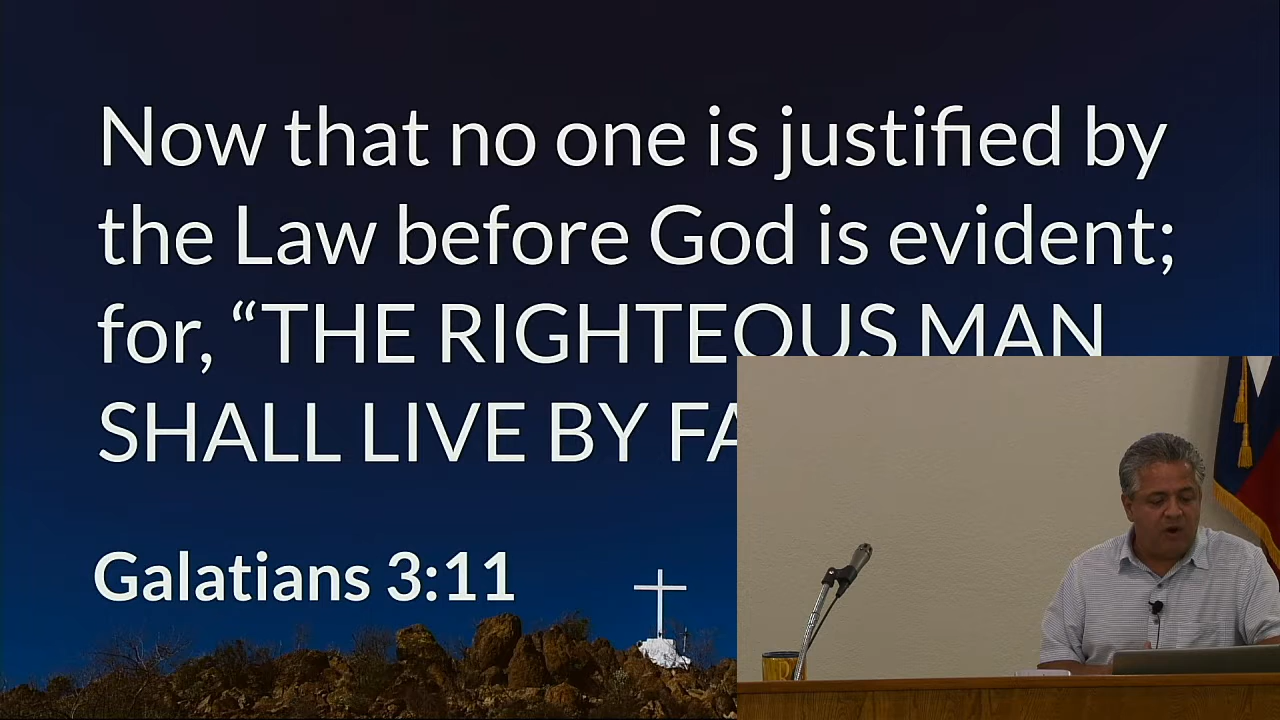 Now that no one is justified by
the Law before God is evident;
for, “THE RIGHTEOUS MAN
SHALL LIVE BY FA
Galatians 3:11